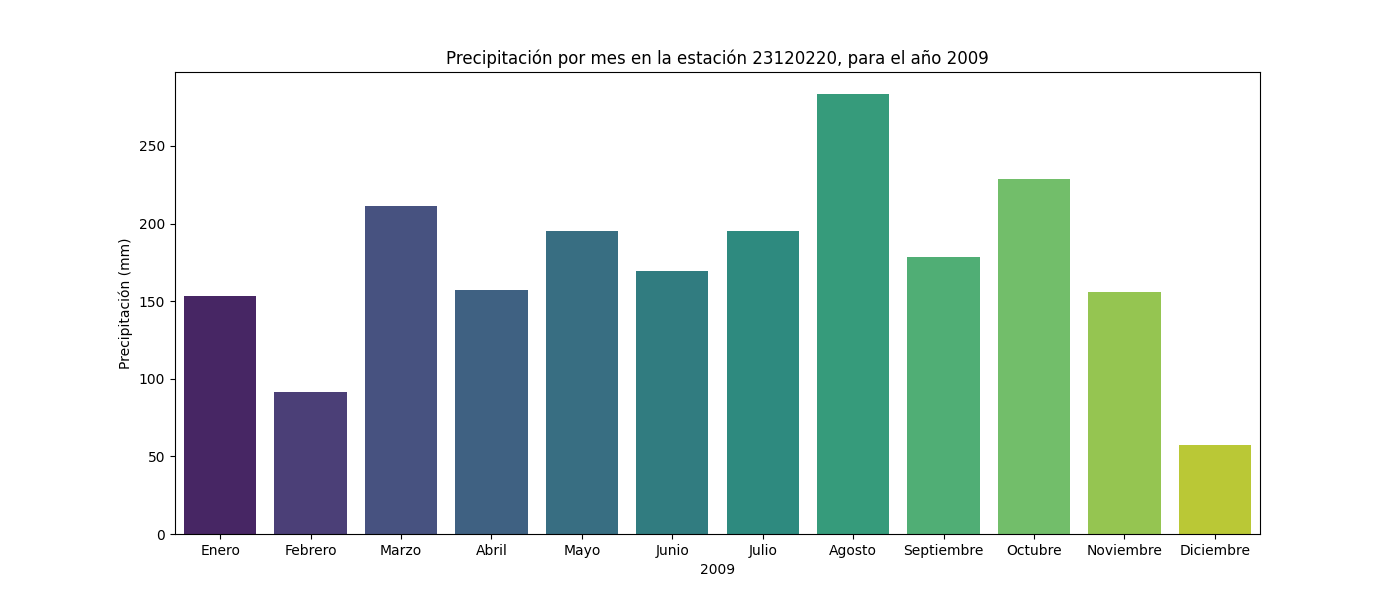 Precipitación por mes en la estación 23120220, para el año 2009
Precipitación (mm)
250
200
150
100
50
0
Enero Febrero Marzo Abril Mayo Junio Julio Agosto Septiembre Octubre Noviembre Diciembre
2009